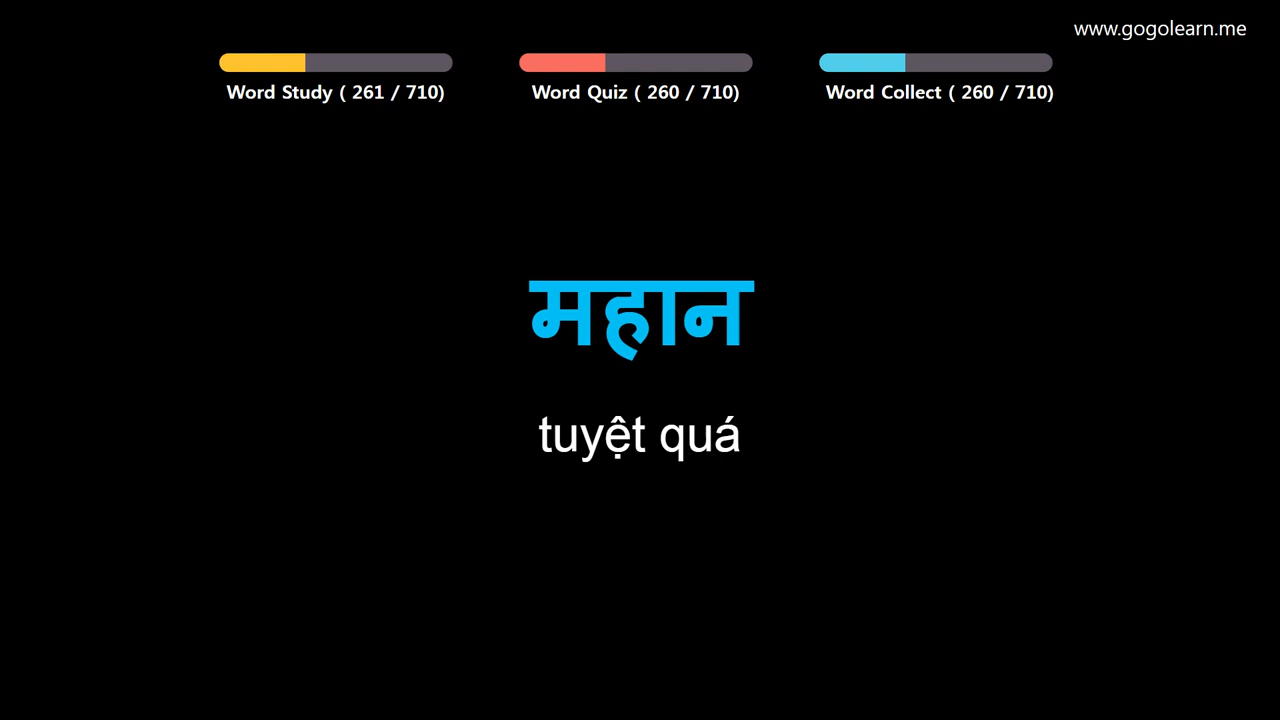 www.gogolearn.me
Word Study ( 261 / 710)
Word Quiz ( 260 / 710)
Word Collect ( 260 / 710)
महान
tuyệt quá